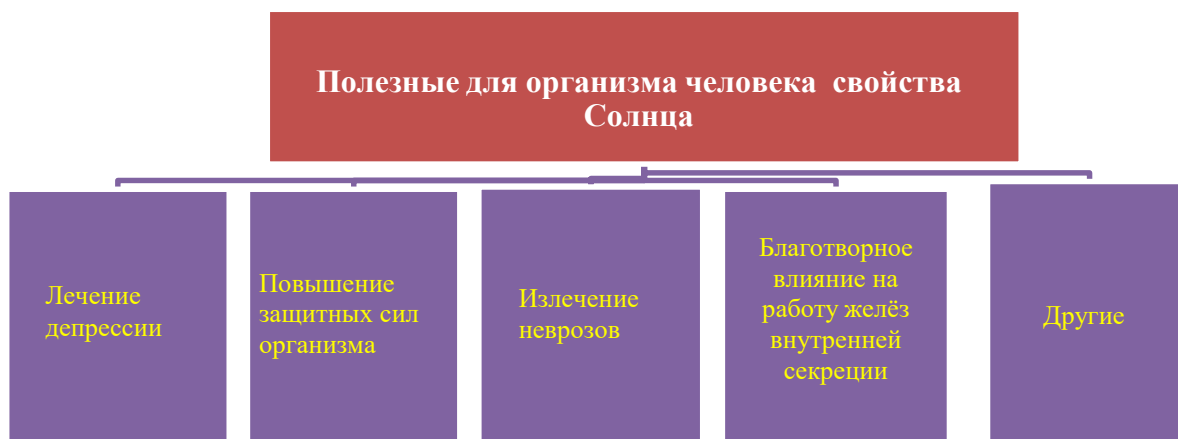 Полезные для организма человека свойства
Солнца
Лечение
депрессии
Повышение
защитных сил
организма
Излечение
неврозов
Благотворное
влияние на
работу желёз
внутренней
секреции
Другие